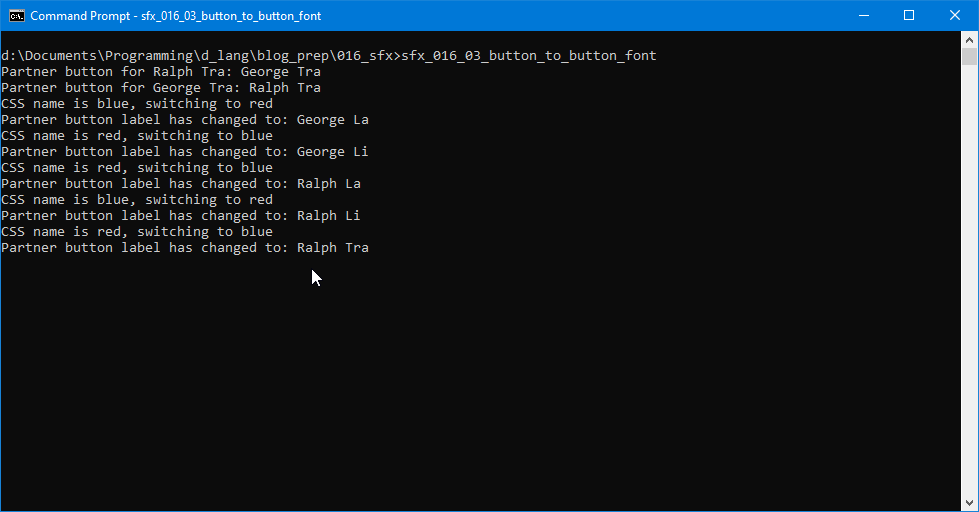 Command Prompt - sfx_016_03_button_to_button_font
d:\Documents\Programming\d_lang\blog_prep\016_sfx>sfx_016_03_button_to_button_font
Partner button for Ralph Tra: George Tra
Partner button for George Tra: Ralph Tra
CSS name is blue, switching to red
Partner button label has changed to: George La
CSS name is red, switching to blue
Partner button label has changed to: George Li
CSS name is red, switching to blue
Partner button label has changed to: Ralph La
CSS name is blue, switching to red
Partner button label has changed to: Ralph Li
CSS name is red, switching to blue
Partner button label has changed to: Ralph Tra